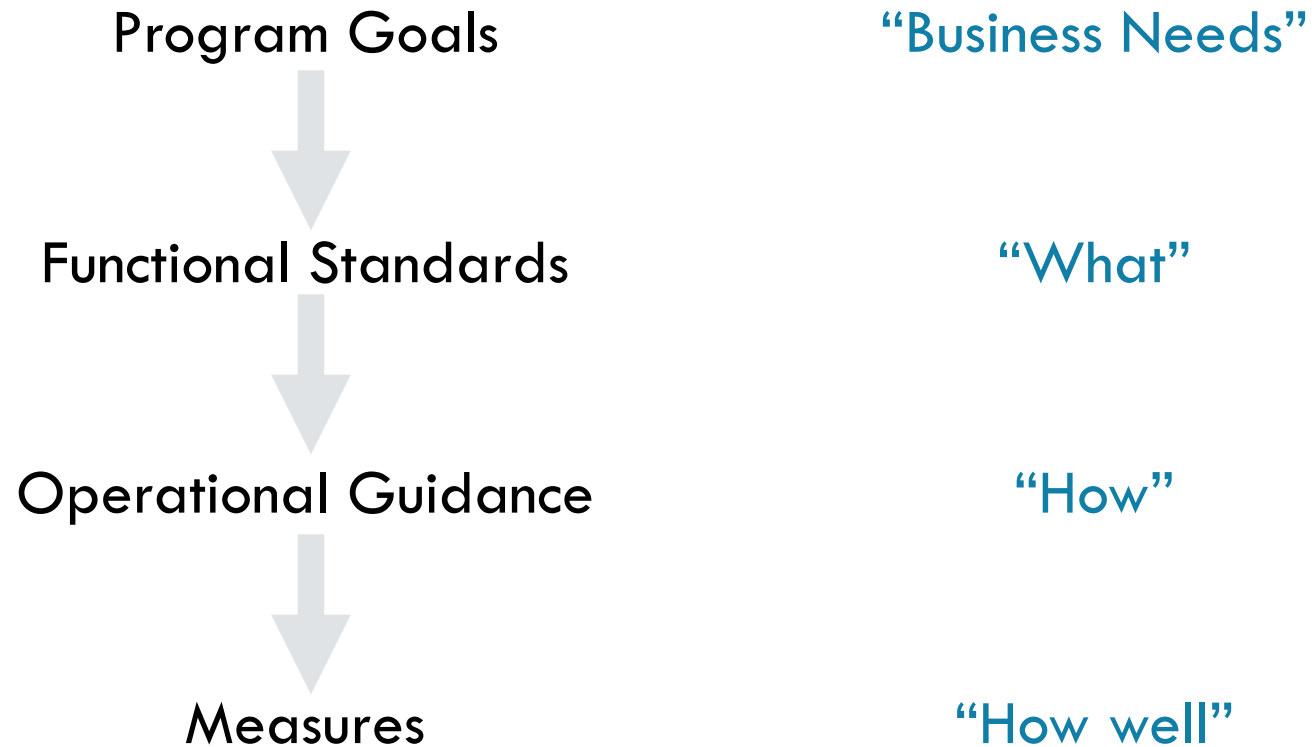 Program Goals “Business Needs”
Functional Standards “What”
Operational Guidance “How”
Measures “How well”